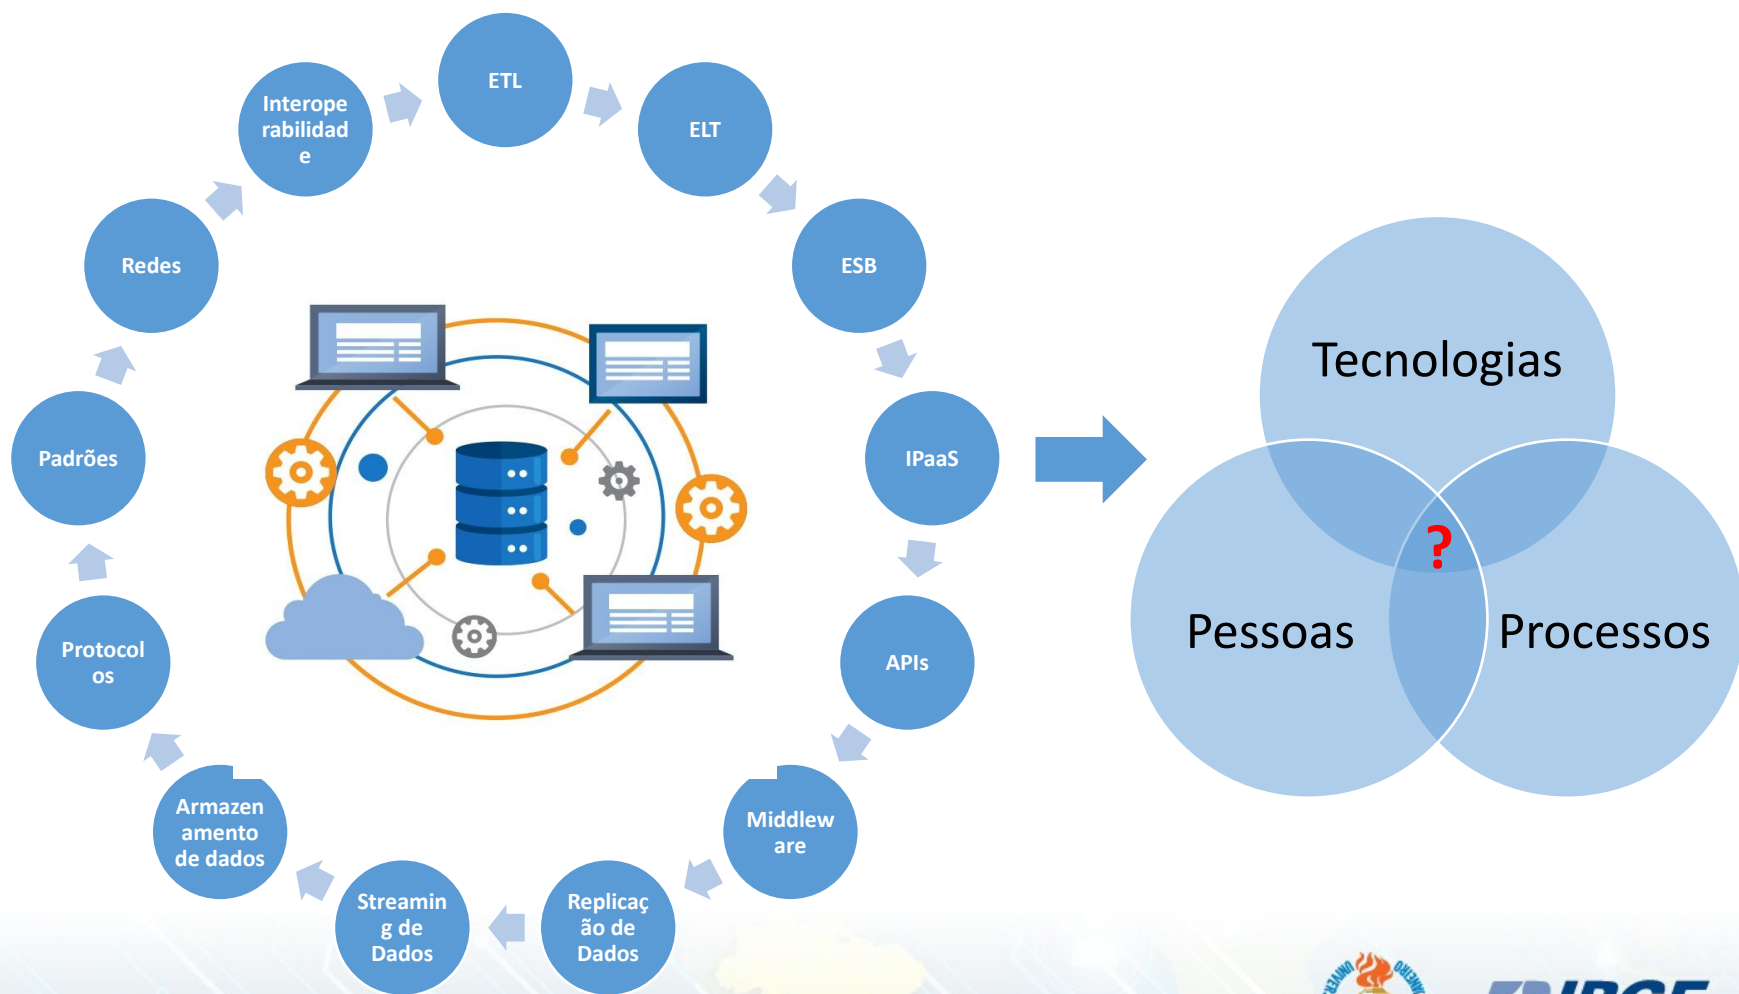 ETL
ELT
ESB
IPaaS
APIs
Middlew
are
Replicaç
ão de
Dados
Streamin
g de
Dados
Armazen
amento
de dados
Protocol
os
Padrões
Redes
Interope
rabilidad
e
Tecnologias
?
Pessoas
Processos
IBGE